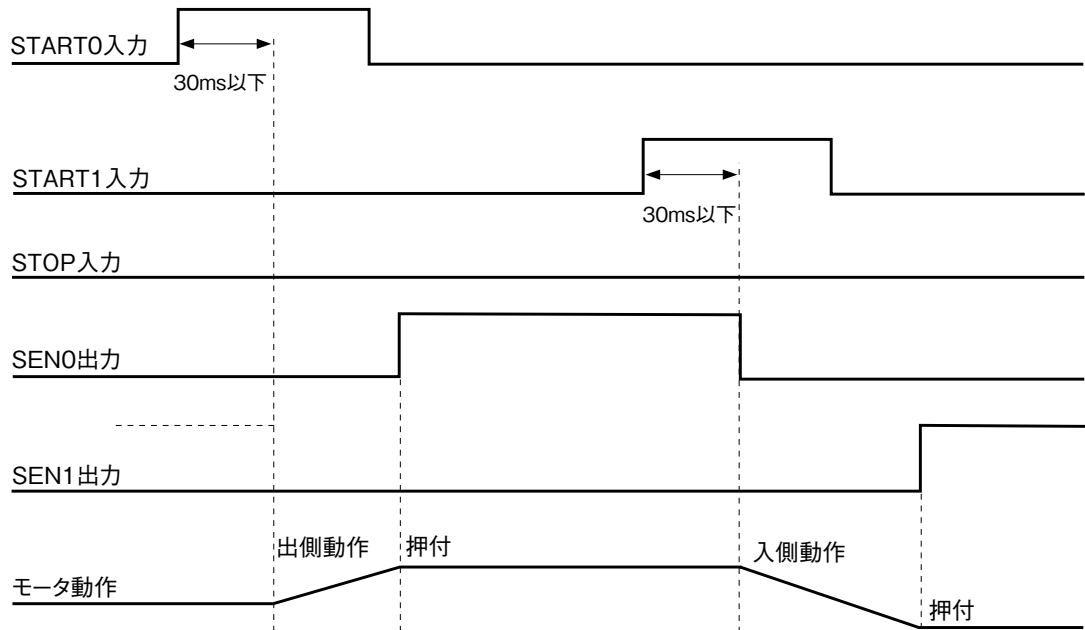 START0入力
30ms以下
START1入力
30ms以下
STOP入力
SEN0出力
SEN1出力
出側動作
押付
入側動作
モータ動作
押付